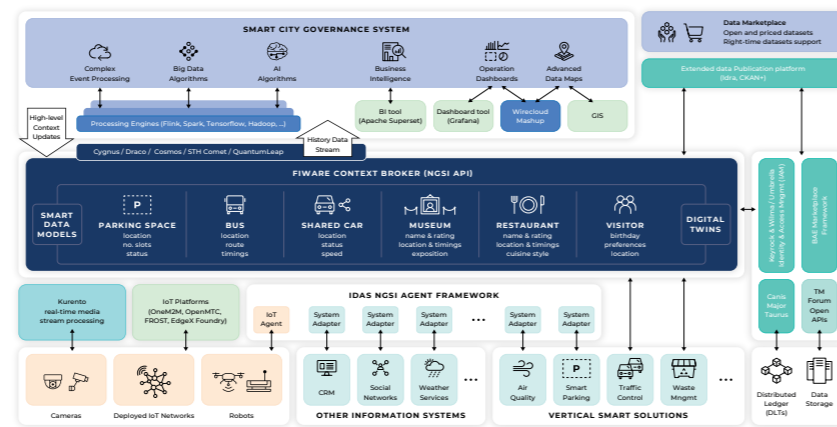 SMART CITY GOVERNANCE SYSTEM
Complex
Event Processing
Big Data
Algorithms
AI
Algorithms
Business
Intelligence
Operation
Dashboards
Advanced
Data Maps
Data Marketplace
Open and priced datasets
Right-time datasets support
Extended data Publication platform
(Idra, CKAN+)
High-level
Context
Updates
Processing Engines (Flink, Spark, Tensorflow, Hadoop, ...)
BI tool
(Apache Superset)
Dashboard tool
(Grafana)
Wirecloud
Mashup
GIS
History Data
Stream
Cygnus / Draco / Cosmos / STH Comet / QuantumLeap
FIWARE CONTEXT BROKER (NGSI API)
SMART
DATA
MODELS
P
PARKING SPACE
location
no. slots
status
BUS
location
route
timings
SHARED CAR
location
status
speed
MUSEUM
name & rating
location & timings
exposition
RESTAURANT
name & rating
location & timings
cuisine style
VISITOR
birthday
preferences
location
DIGITAL
TWINS
Keyrock & Wilma / Umbrella
Identity & Access Mngmt (IAM)
BAE Marketplace
Framework
Kurento
real-time media
stream processing
IoT Platforms
(OneM2M, OpenMTC,
FROST, EdgeX Foundry)
IoT
Agent
IDAS NGSI AGENT FRAMEWORK
System
Adapter
System
Adapter
System
Adapter
...
System
Adapter
System
Adapter
Canis
Major
Taurus
TM
Forum
Open
APIs
Cameras
Deployed IoT Networks
Robots
CRM
Social
Networks
Weather
Services
...
OTHER INFORMATION SYSTEMS
Air
Quality
P
Smart
Parking
Traffic
Control
Waste
Mngmt
...
VERTICAL SMART SOLUTIONS
Distributed
Ledger
(DLTs)
Data
Storage